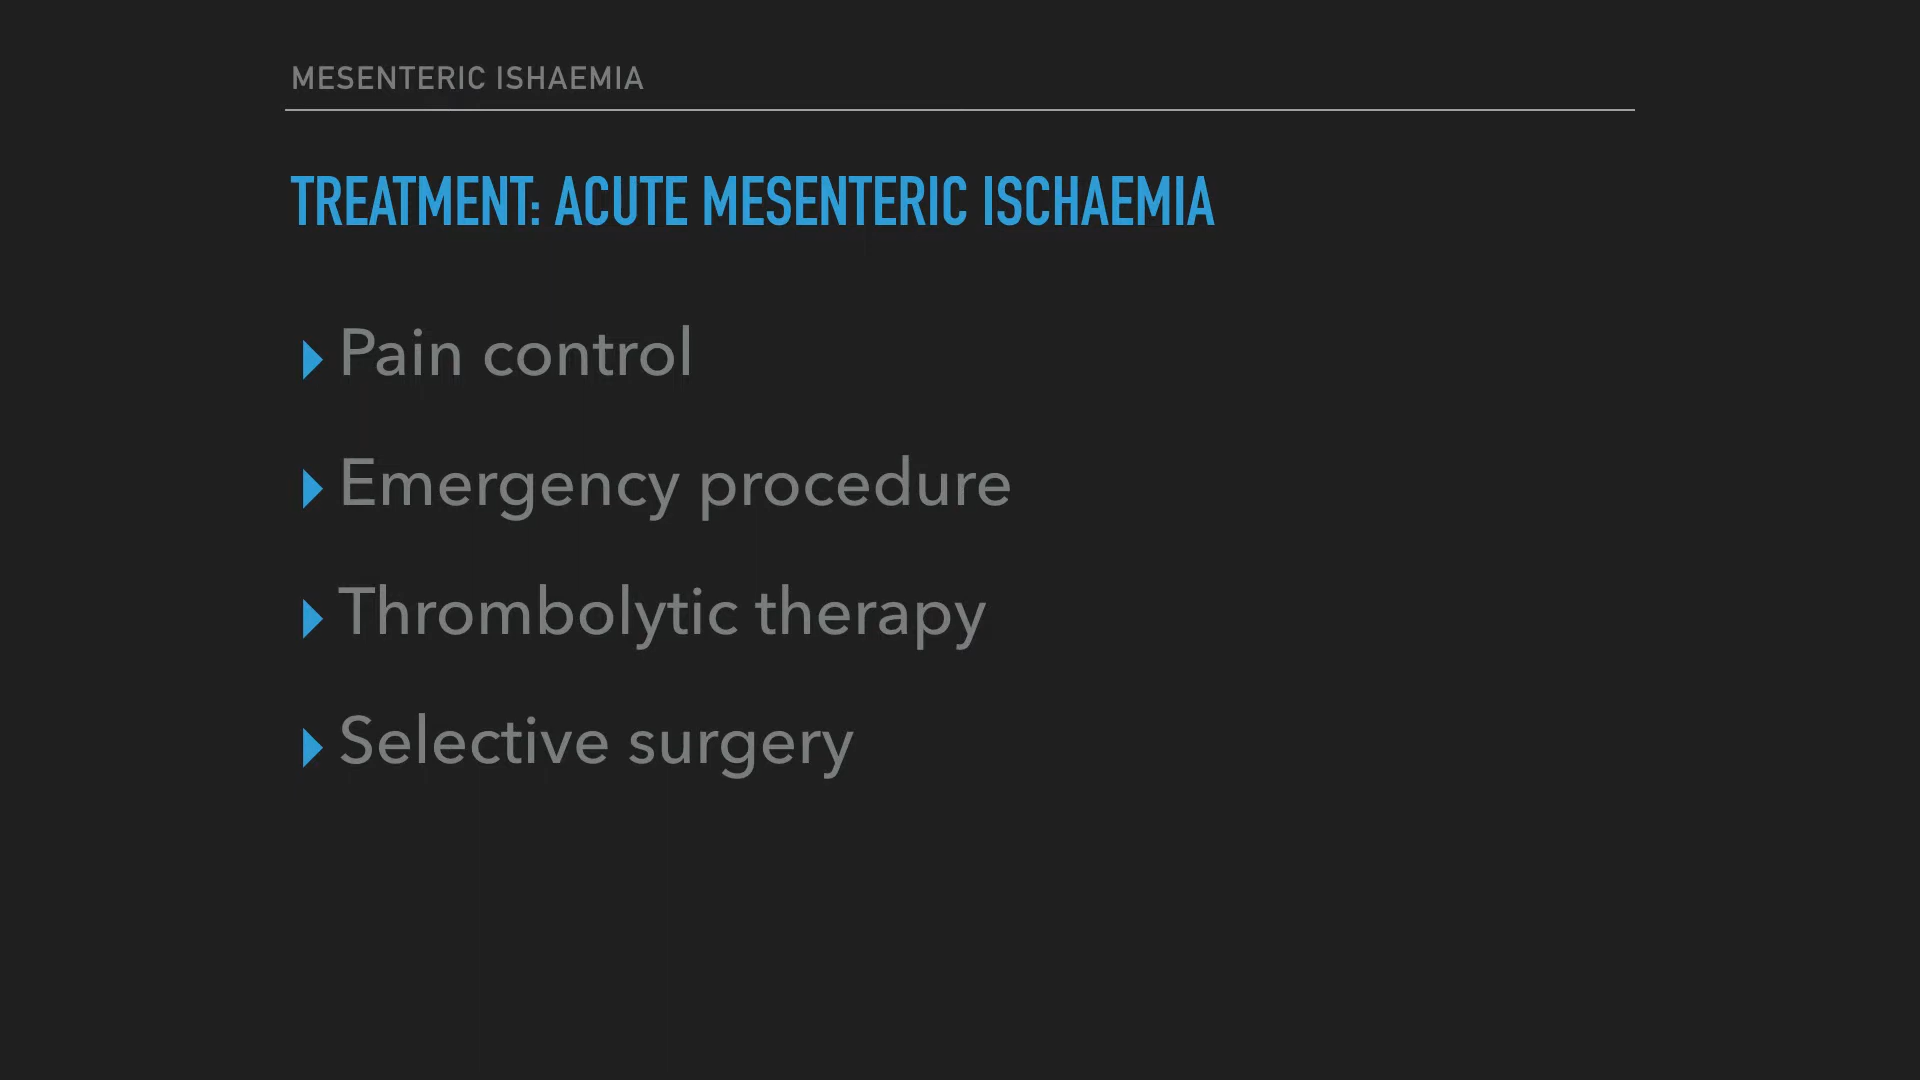 MESENTERIC ISHAEMIA
TREATMENT: ACUTE MESENTERIC ISCHAEMIA
Pain control
Emergency procedure
Thrombolytic therapy
Selective surgery